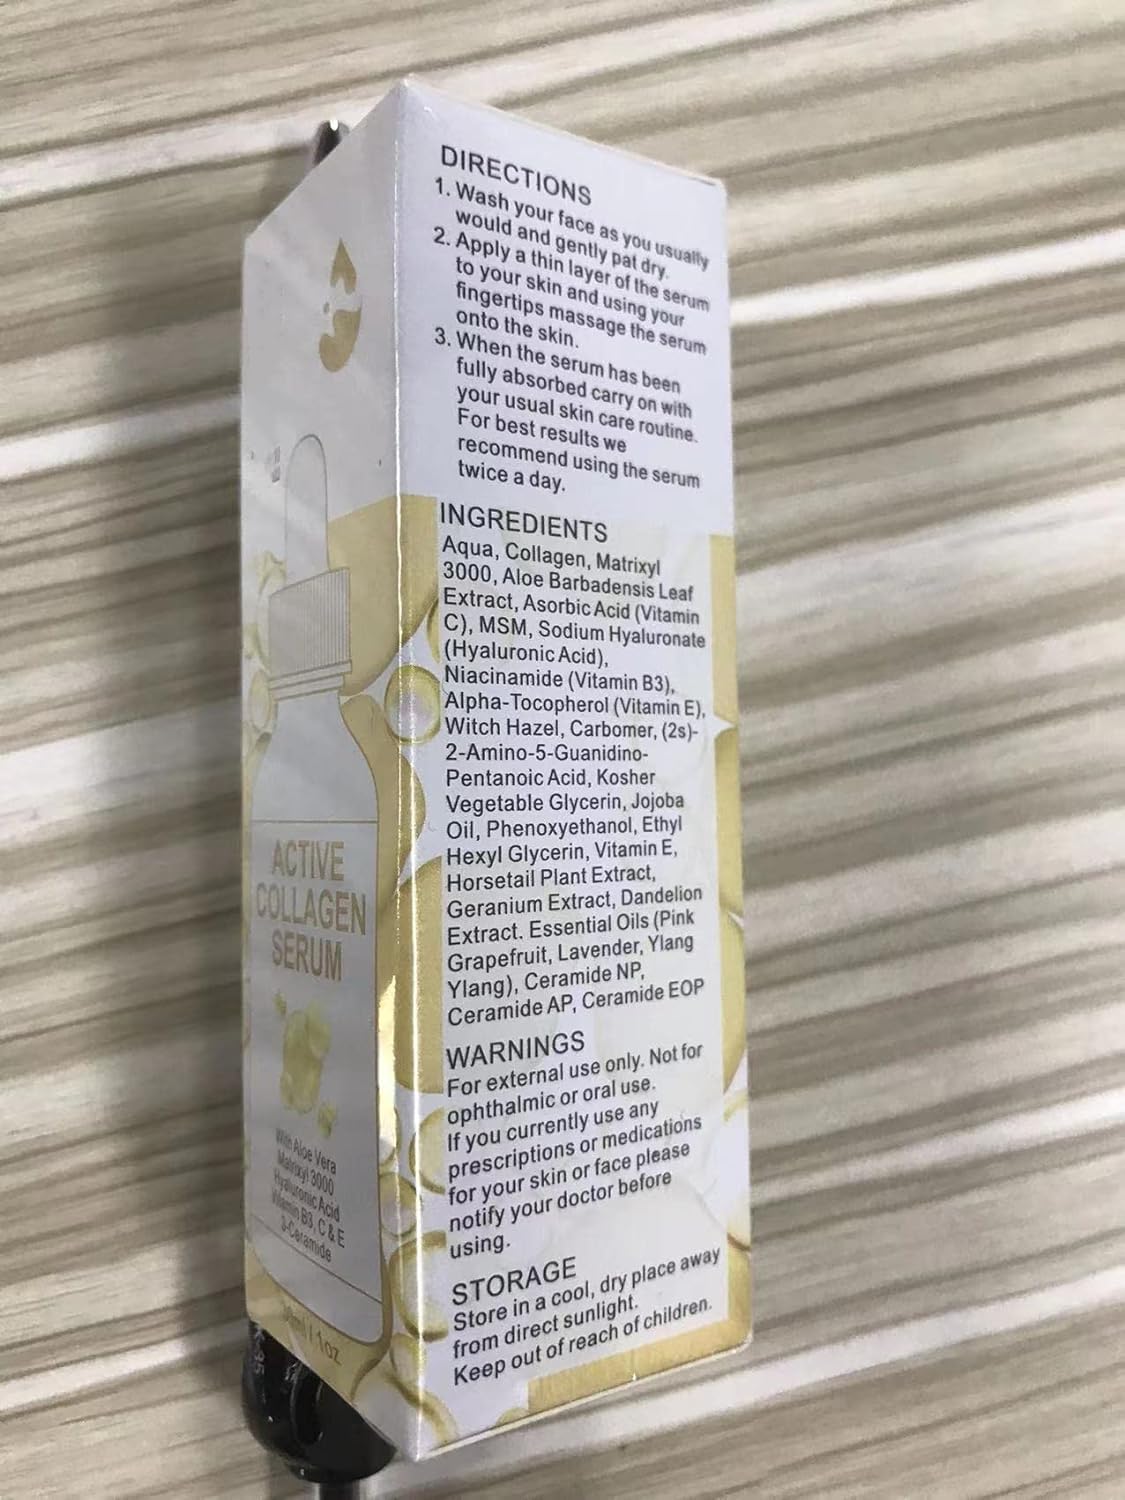 DIRECTIONS
1. Wash your face as you usually
would and gently pat dry.
2. Apply a thin layer of the serum
to your skin and using your
fingertips massage the serum
onto the skin.
3. When the serum has been
fully absorbed carry on with
your usual skin care routine.
For best results we
recommend using the serum
twice a day.
INGREDIENTS
Aqua, Collagen, Matrixyl
3000, Aloe Barbadensis Leaf
Extract, Asorbic Acid (Vitamin
C), MSM, Sodium Hyaluronate
(Hyaluronic Acid),
Niacinamide (Vitamin B3),
Alpha-Tocopherol (Vitamin E),
Witch Hazel, Carbomer, (2s)-
2-Amino-5-Guanidino-
Pentanoic Acid, Kosher
Vegetable Glycerin, Jojoba
Oil, Phenoxyethanol, Ethyl
Hexyl Glycerin, Vitamin E,
Horsetail Plant Extract,
Geranium Extract, Dandelion
Extract. Essential Oils (Pink
Grapefruit, Lavender, Ylang
Ylang), Ceramide NP,
Ceramide AP, Ceramide EOP
WARNINGS
For external use only. Not for
ophthalmic or oral use.
If you currently use any
prescriptions or medications
for your skin or face please
notify your doctor before
using.
STORAGE
Store in a cool, dry place away
from direct sunlight.
Keep out of reach of children.
ACTIVE
COLLAGEN
SERUM
With Aloe Vera
Matrixyl 3000
Hyaluronic Acid
Vitamin B3, C & E
3-Ceramide
30ml / 1oz